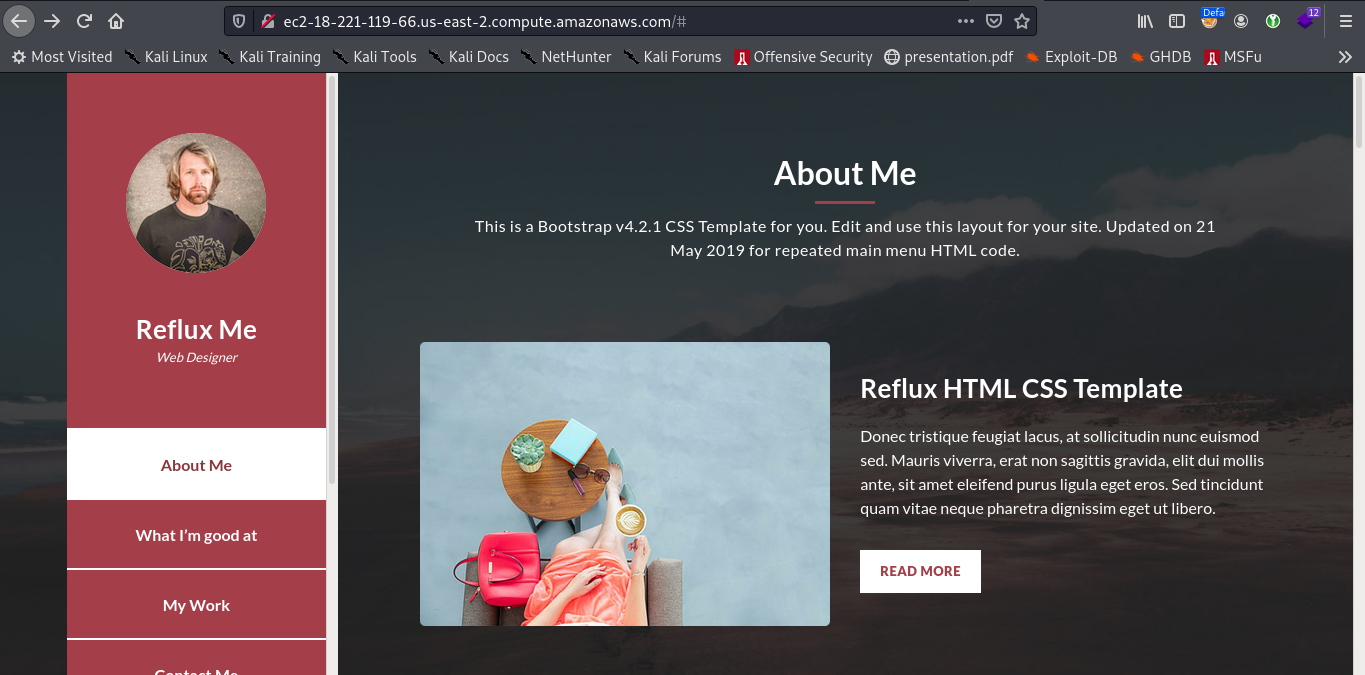 ec2-18-221-119-66.us-east-2.compute.amazonaws.com/#
Defa
12
Most Visited
Kali Linux
Kali Training
Kali Tools
Kali Docs
NetHunter
Kali Forums
Offensive Security
presentation.pdf
Exploit-DB
GHDB
MSFu
Reflux Me
Web Designer
About Me
What I'm good at
My Work
Contact Me
About Me
This is a Bootstrap v4.2.1 CSS Template for you. Edit and use this layout for your site. Updated on 21
May 2019 for repeated main menu HTML code.
Reflux HTML CSS Template
Donec tristique feugiat lacus, at sollicitudin nunc euismod
sed. Mauris viverra, erat non sagittis gravida, elit dui mollis
ante, sit amet eleifend purus ligula eget eros. Sed tincidunt
quam vitae neque pharetra dignissim eget ut libero.
READ MORE